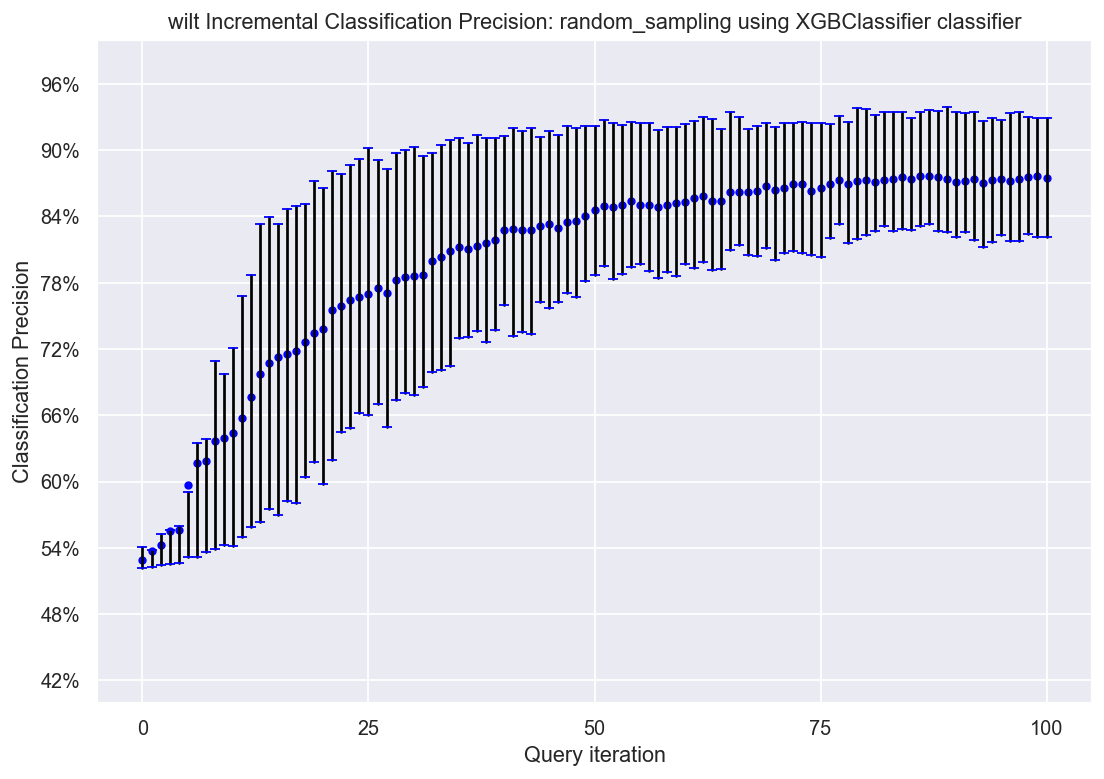 wilt Incremental Classification Precision: random_sampling using XGBClassifier classifier
96%
90%
84%
78%
72%
66%
60%
54%
48%
42%
Classification Precision
0 25 50 75 100
Query iteration